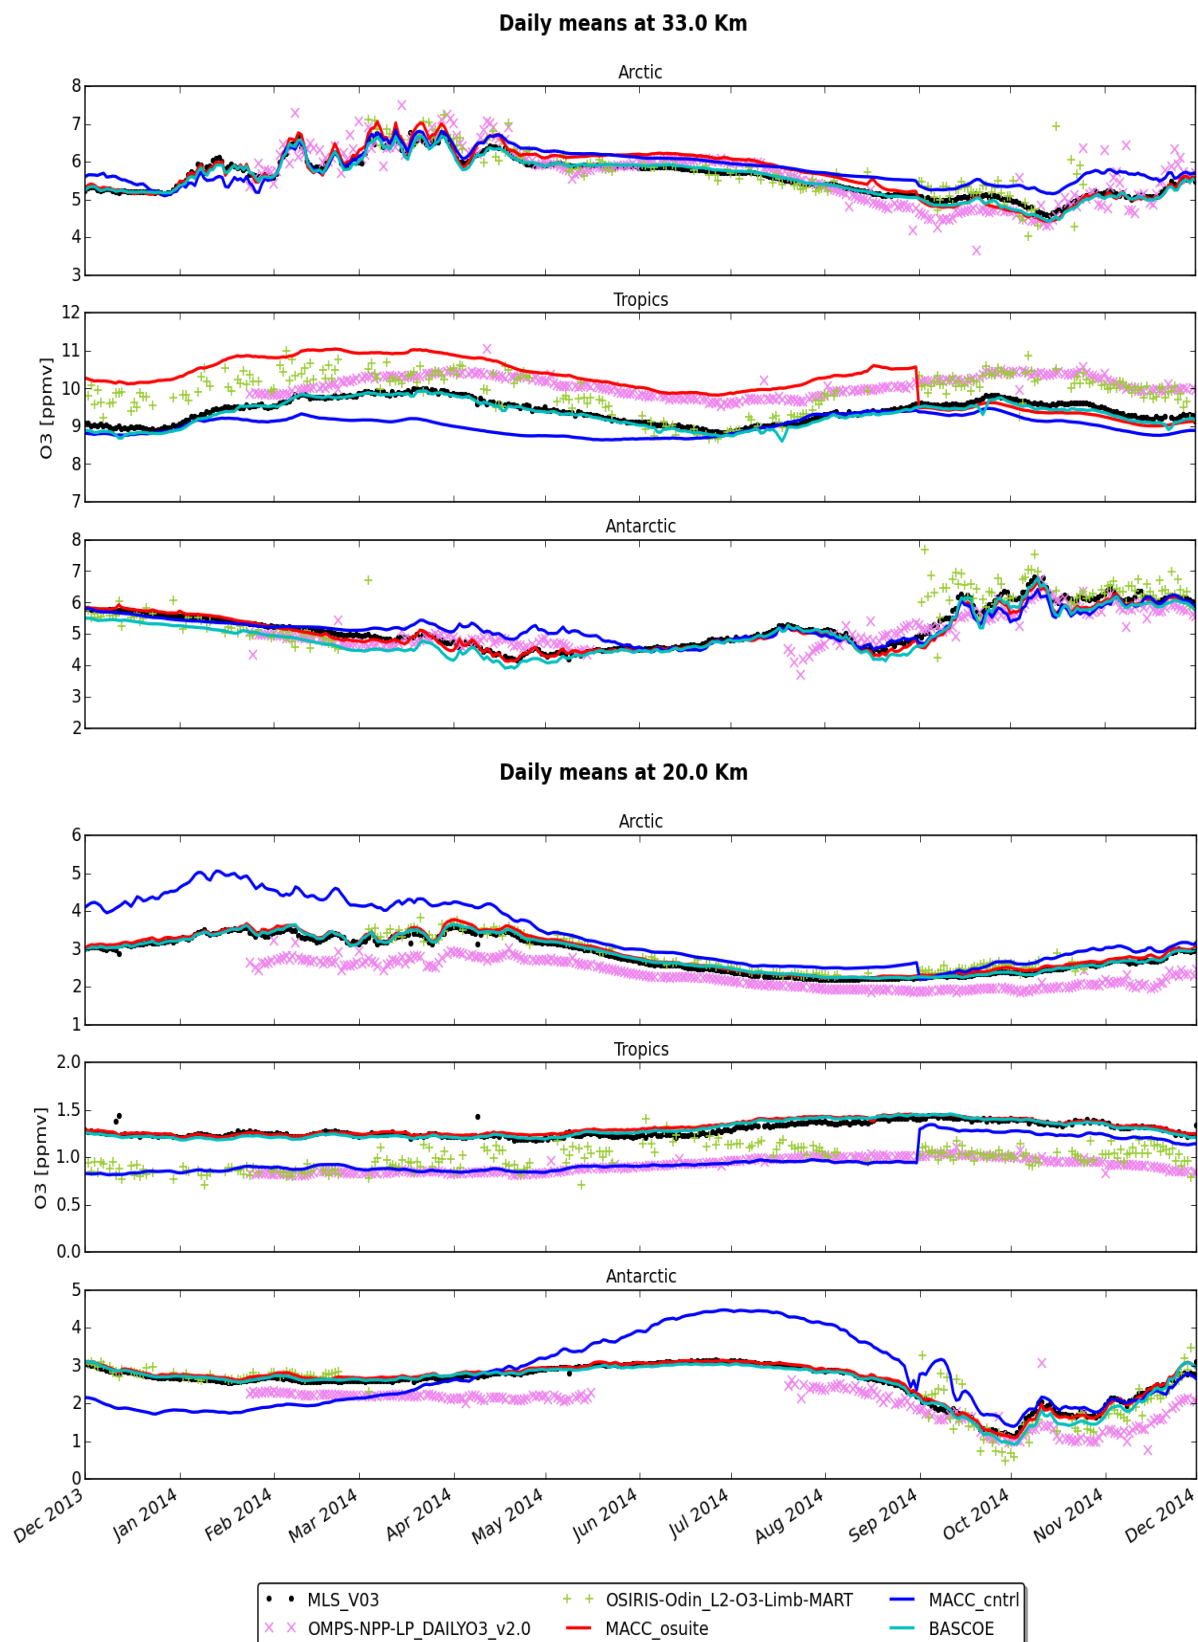 Daily means at 33.0 Km
Arctic
8
7
6
5
4
3
Tropics
12
11
10
9
8
7
O3 [ppmv]
Antarctic
8
7
6
5
4
3
2
Daily means at 20.0 Km
Arctic
6
5
4
3
2
1
Tropics
2.0
1.5
1.0
0.5
0.0
O3 [ppmv]
Antarctic
5
4
3
2
1
0
Dec 2013 Jan 2014 Feb 2014 Mar 2014 Apr 2014 May 2014 Jun 2014 Jul 2014 Aug 2014 Sep 2014 Oct 2014 Nov 2014 Dec 2014
MLS_V03 OSIRIS-Odin_L2-O3-Limb-MART MACC_cntrl
OMPS-NPP-LP_DAILYO3_v2.0 MACC_osuite BASCOE